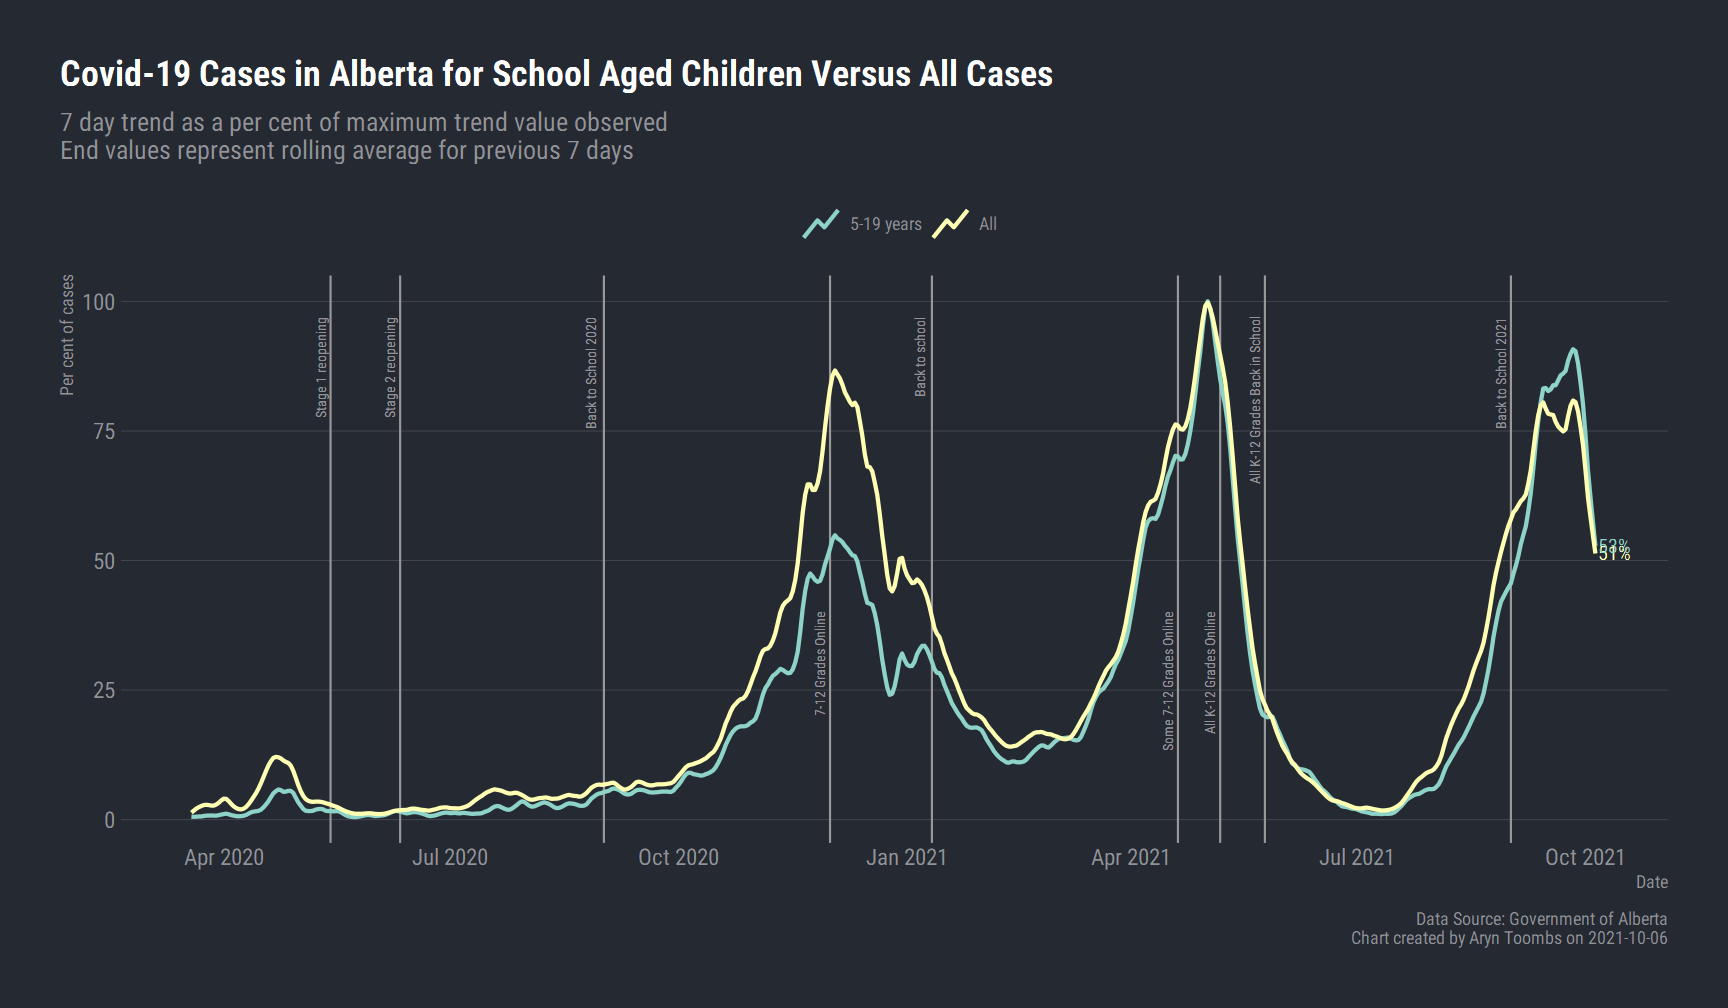 Covid-19 Cases in Alberta for School Aged Children Versus All Cases
7 day trend as a per cent of maximum trend value observed
End values represent rolling average for previous 7 days
5-19 years
All
Per cent of cases
100
75
50
25
0
Stage 1 reopening
Stage 2 reopening
Back to School 2020
7-12 Grades Online
Back to school
Some 7-12 Grades Online
All K-12 Grades Online
All K-12 Grades Back in School
Back to School 2021
53%
51%
Apr 2020
Jul 2020
Oct 2020
Jan 2021
Apr 2021
Jul 2021
Oct 2021
Date
Data Source: Government of Alberta
Chart created by Aryn Toombs on 2021-10-06